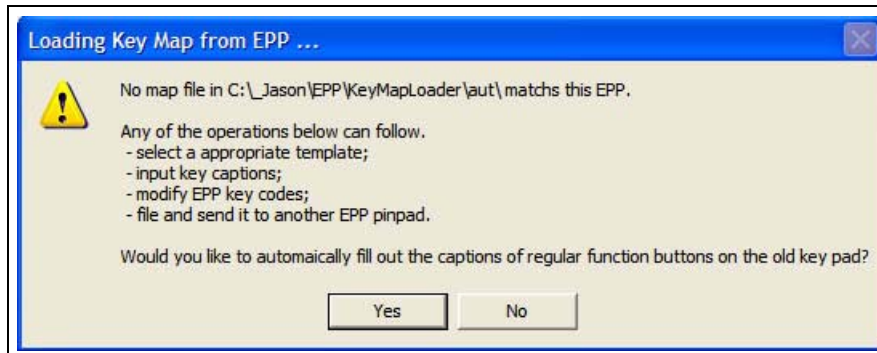 Loading Key Map from EPP ...
No map file in C:\_Jason\EPP\KeyMapLoader\aut\ matchs this EPP.
Any of the operations below can follow.
- select a appropriate template;
- input key captions;
- modify EPP key codes;
- file and send it to another EPP pinpad.
Would you like to automaically fill out the captions of regular function buttons on the old key pad?
Yes No